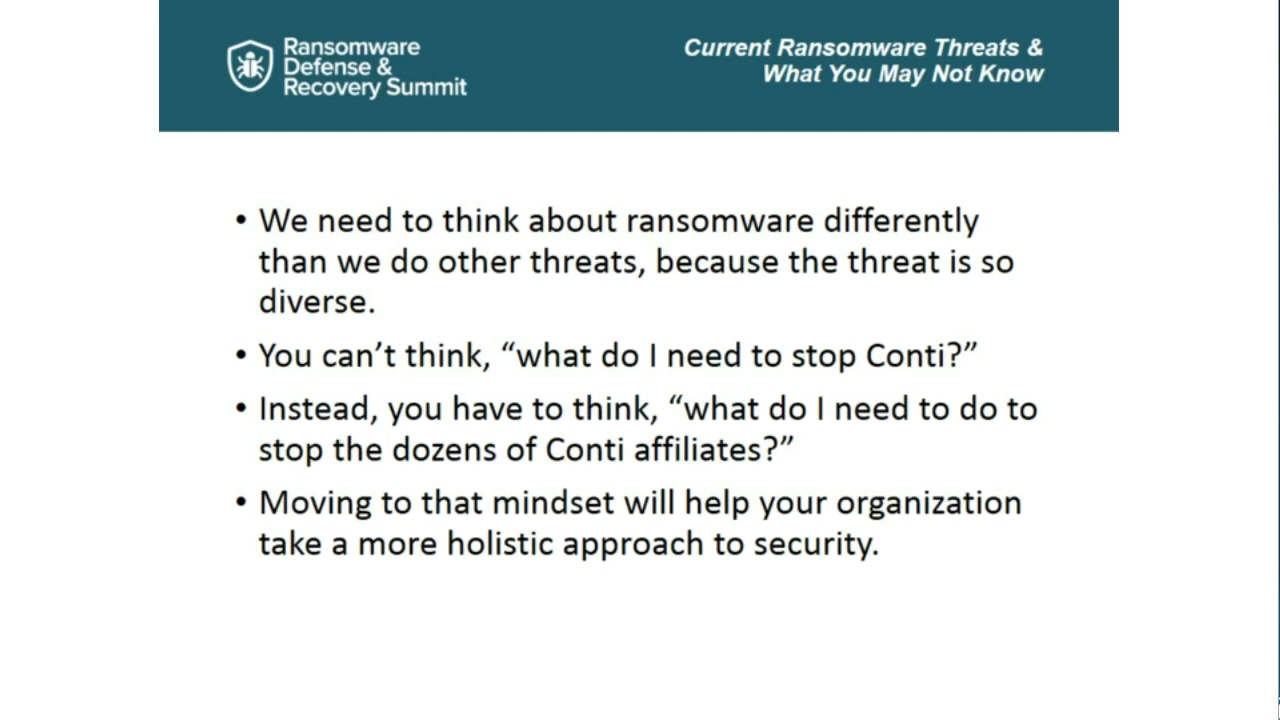 Ransomware
Defense &
Recovery Summit
Current Ransomware Threats &
What You May Not Know
• We need to think about ransomware differently
than we do other threats, because the threat is so
diverse.
• You can’t think, “what do I need to stop Conti?”
• Instead, you have to think, “what do I need to do to
stop the dozens of Conti affiliates?”
• Moving to that mindset will help your organization
take a more holistic approach to security.